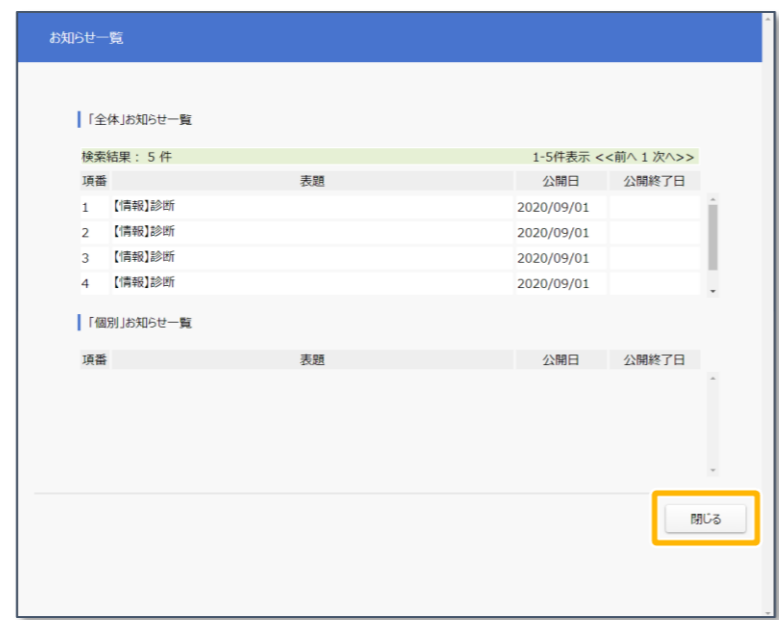 お知らせ一覧
「全体」お知らせ一覧
検索結果： 5 件 1-5件表示 <<前へ 1 次へ>>
項番 表題 公開日 公開終了日
1 【情報】診断 2020/09/01
2 【情報】診断 2020/09/01
3 【情報】診断 2020/09/01
4 【情報】診断 2020/09/01
「個別」お知らせ一覧
項番 表題 公開日 公開終了日
閉じる